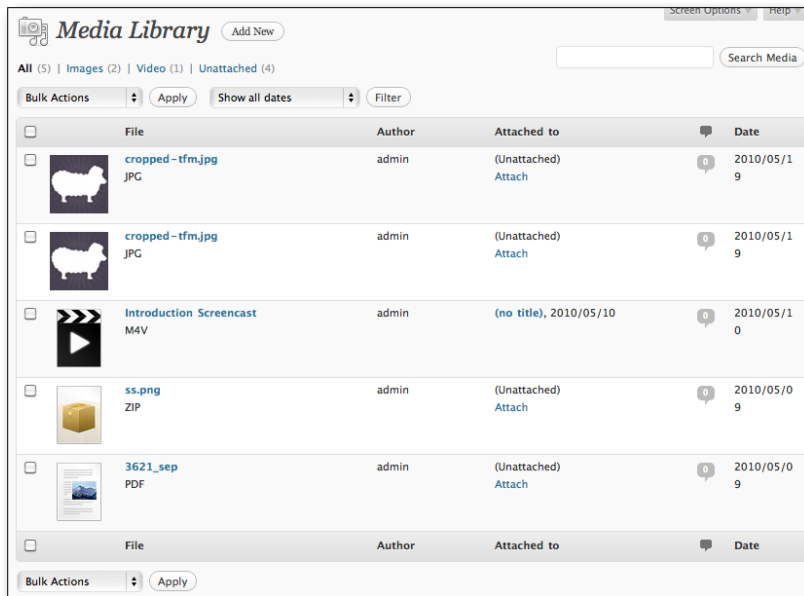 Screen Options Help
Media Library Add New
All (5) | Images (2) | Video (1) | Unattached (4)
Search Media
Bulk Actions Apply Show all dates Filter
File Author Attached to Date
cropped-tfm.jpg admin (Unattached) 0 2010/05/1
JPG Attach 9
cropped-tfm.jpg admin (Unattached) 0 2010/05/1
JPG Attach 9
Introduction Screencast admin (no title), 2010/05/10 0 2010/05/1
M4V 0
ss.png admin (Unattached) 0 2010/05/0
ZIP Attach 9
3621_sep admin (Unattached) 0 2010/05/0
PDF Attach 9
File Author Attached to Date
Bulk Actions Apply